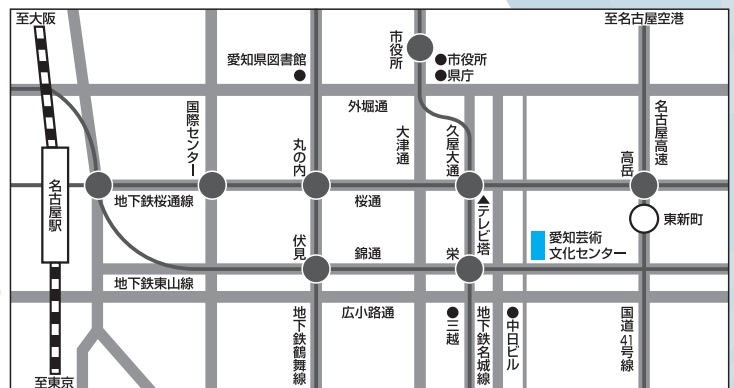 至大阪
至名古屋空港
市役所
愛知県図書館
市役所
県庁
外堀通
国際センター
丸の内
大津通
久屋大通
高岳
名古屋高速
名古屋駅
地下鉄桜通線
桜通
テレビ塔
東新町
伏見
錦通
栄
愛知芸術
文化センター
地下鉄東山線
広小路通
地下鉄鶴舞線
三越
地下鉄名城線
中日ビル
国道41号線
至東京